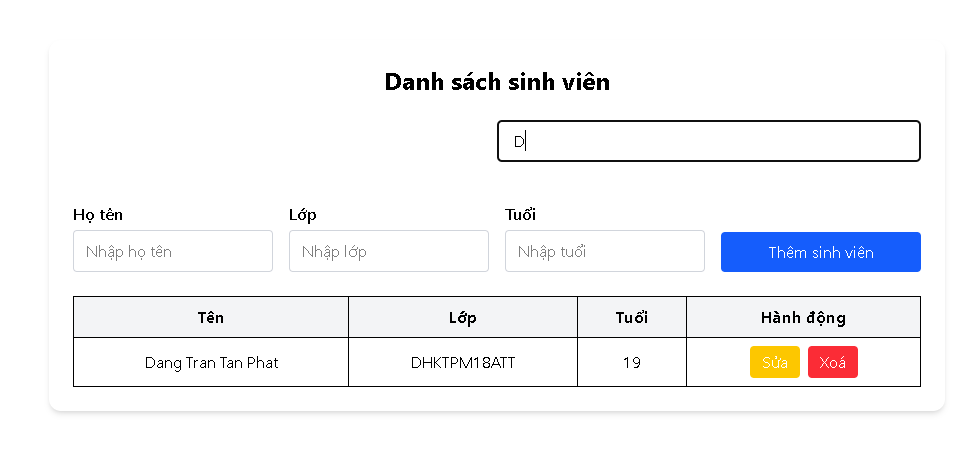 Danh sách sinh viên
D
Họ tên Lớp Tuổi
Nhập họ tên Nhập lớp Nhập tuổi Thêm sinh viên
Tên Lớp Tuổi Hành động
Dang Tran Tan Phat DHKTPM18ATT 19 Sửa Xoá